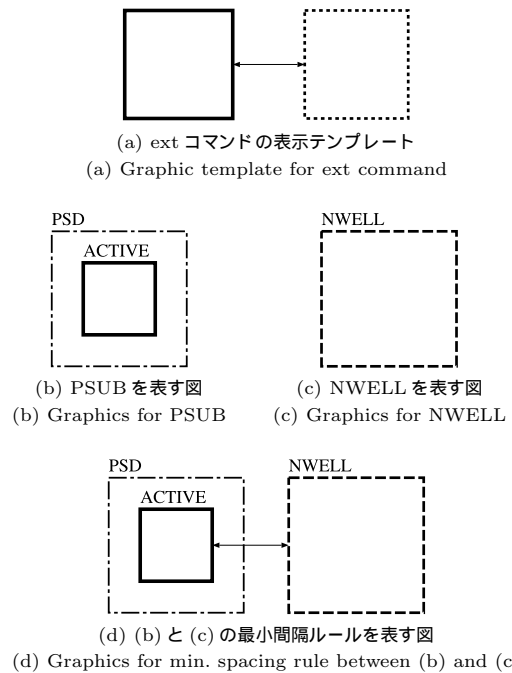 (a) ext コマンドの表示テンプレート
(a) Graphic template for ext command
PSD
ACTIVE
NWELL
(b) PSUB を表す図
(b) Graphics for PSUB
(c) NWELL を表す図
(c) Graphics for NWELL
PSD
ACTIVE
NWELL
(d) (b) と (c) の最小間隔ルールを表す図
(d) Graphics for min. spacing rule between (b) and (c